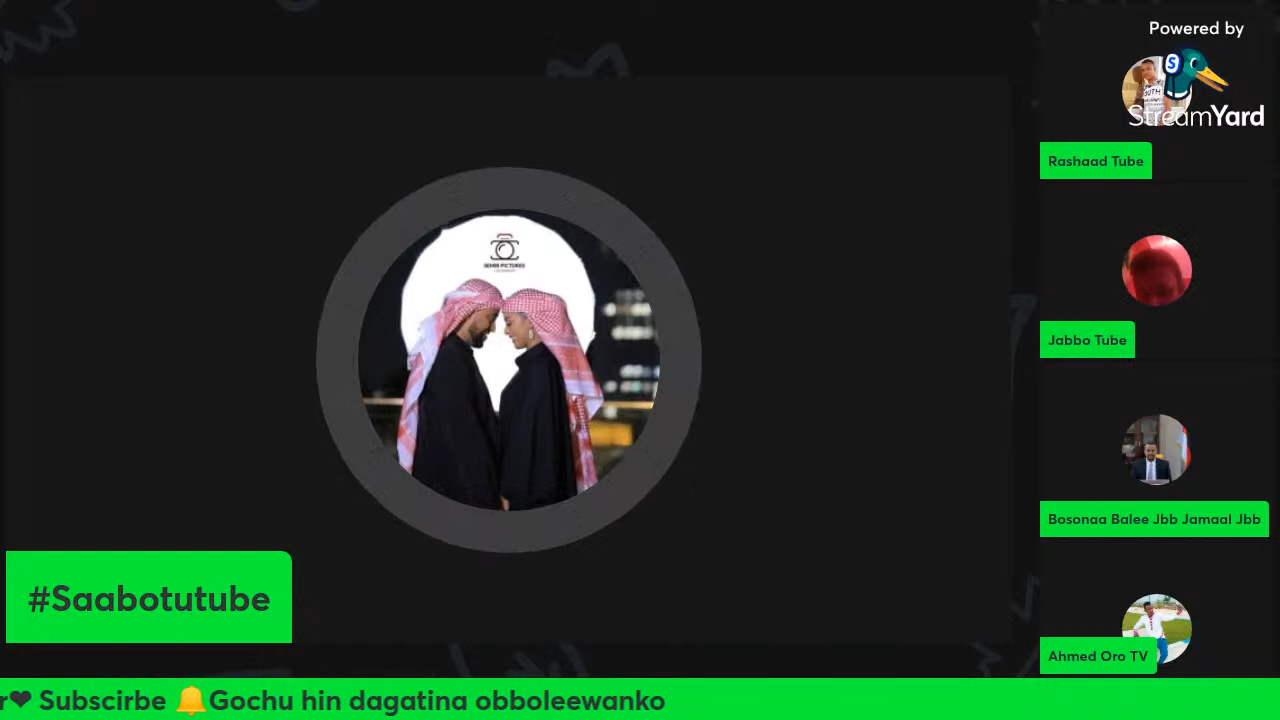 Powered by
StreamYard
Rashaad Tube
Jabbo Tube
Bosonaa Balee Jbb Jamaal Jbb
#Saabotutube
Ahmed Oro TV
r❤ Subscirbe 🔔Gochu hin dagatina obboleewanko